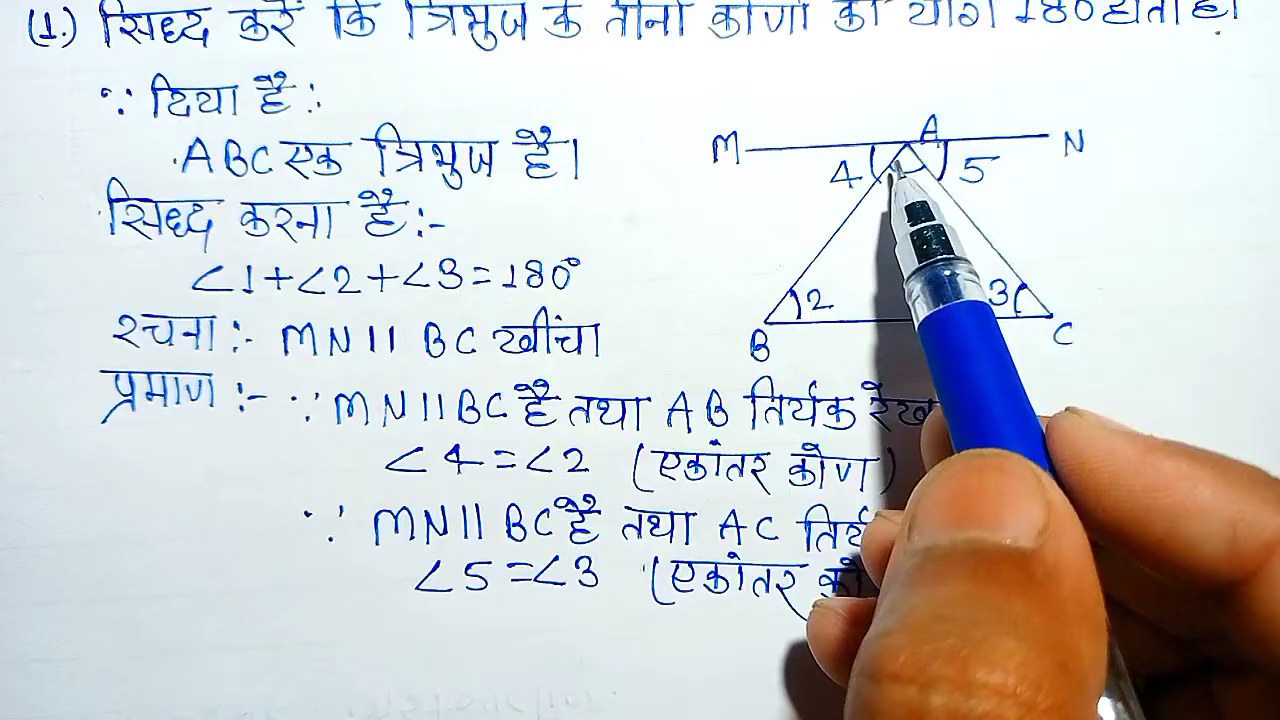 (1.) सिध्द करें कि त्रिभुज के तीनों कोणों का योग 180 होता है।
∵ दिया है :
ABC एक त्रिभुज है।
सिध्द करना है :-
∠1+∠2+∠3=180°
रचना :- MN || BC खींचा
प्रमाण :- ∵ MN || BC है तथा AB तिर्यक
∠4=∠2 (एकांतर कोण)
∵ MN || BC है तथा AC
∠5=∠3 (एकांतर
M A N
4 5
2 3
B C